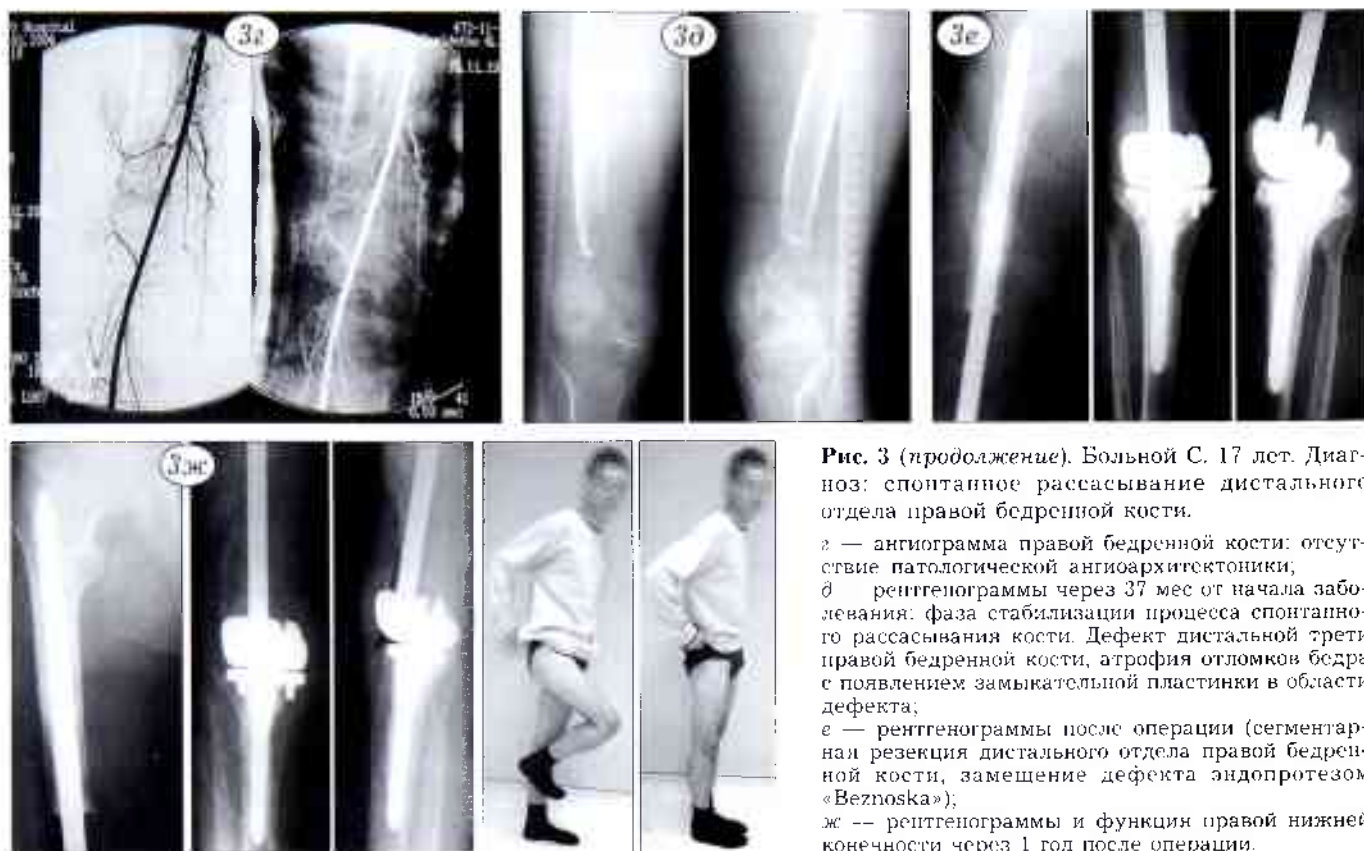 3г
3д
3е
Hospital
3ж
Рис. 3 (продолжение). Больной С. 17 лет. Диаг-
ноз: спонтанное рассасывание дистального
отдела правой бедренной кости.
г — ангиограмма правой бедренной кости: отсут-
ствие патологической ангиоархитектоники;
д рентгенограммы через 37 мес от начала забо-
левания: фаза стабилизации процесса спонтанно-
го рассасывания кости. Дефект дистальной трети
правой бедренной кости, атрофия отломков бедра
с появлением замыкательной пластинки в области
дефекта;
е — рентгенограммы после операции (сегментар-
ная резекция дистального отдела правой бедрен-
ной кости, замещение дефекта эндопротезом
«Beznoska»);
ж — рентгенограммы и функция правой нижней
конечности через 1 год после операции.